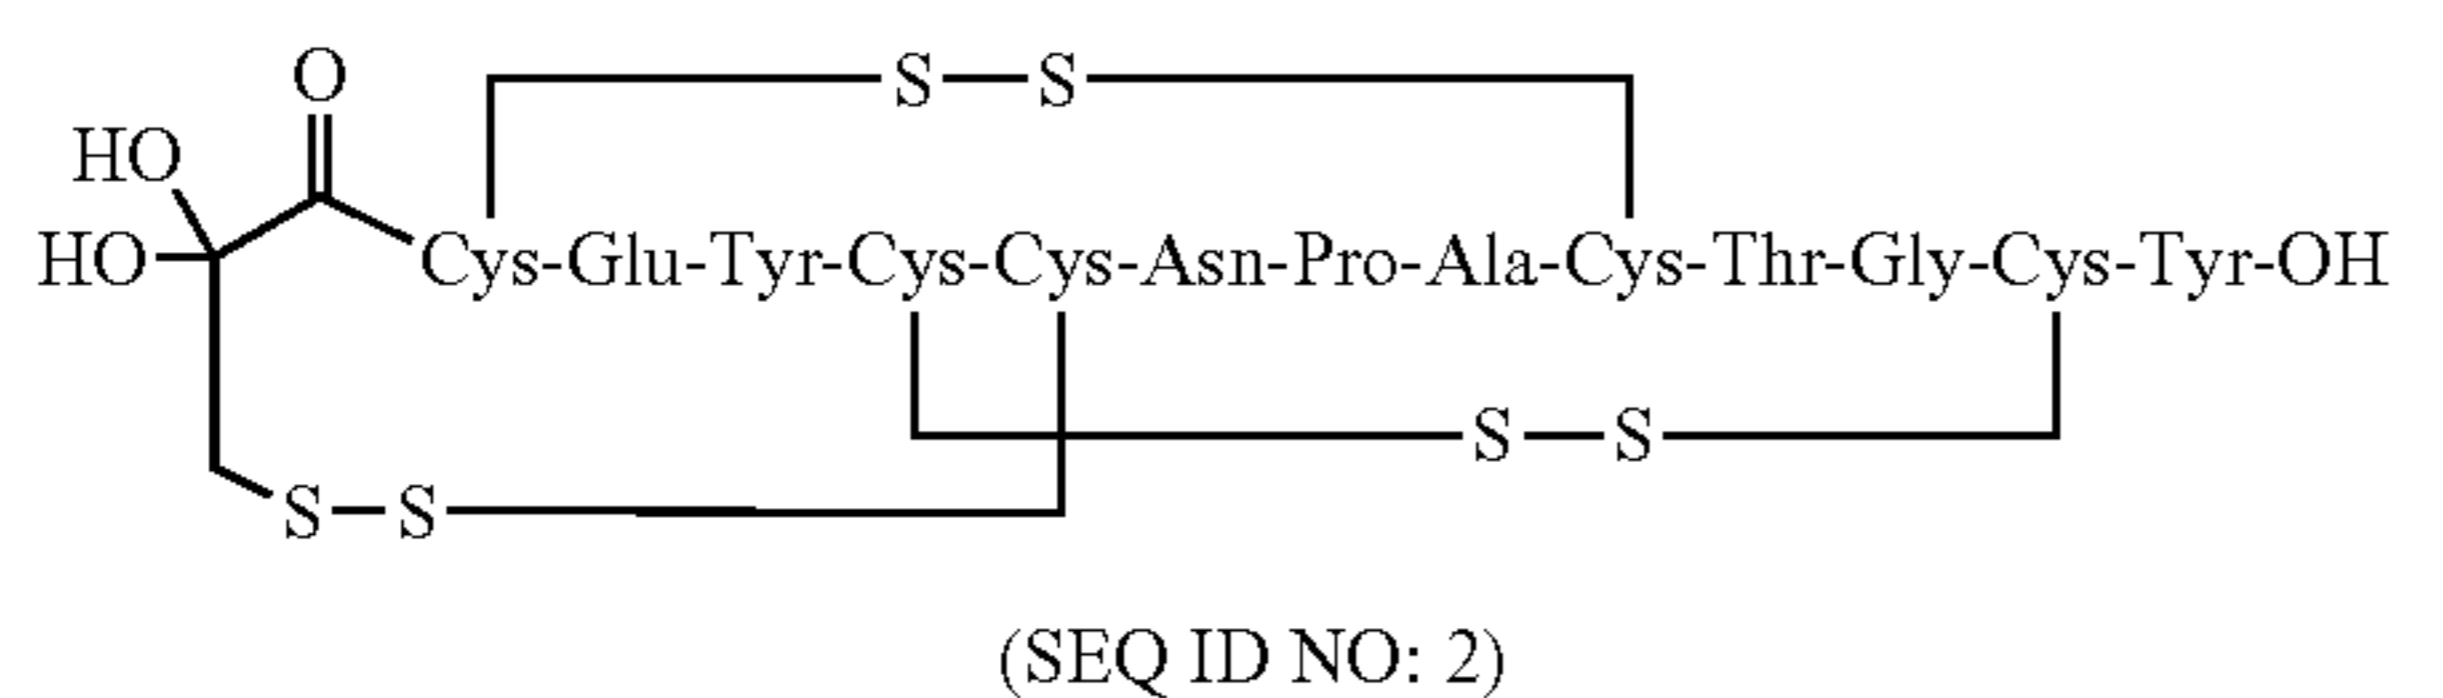 O
S—S
HO
HO
Cys-Glu-Tyr-Cys-Cys-Asn-Pro-Ala-Cys-Thr-Gly-Cys-Tyr-OH
S—S
S—S
(SEQ ID NO: 2)